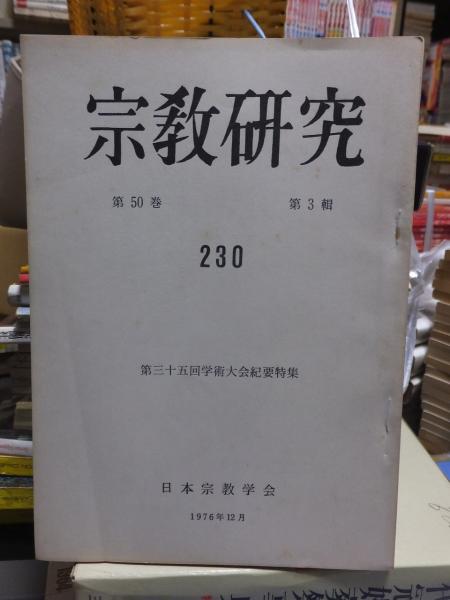 宗教研究
第50巻 第3輯
230
第三十五回学術大会紀要特集
日本宗教学会
1976年12月